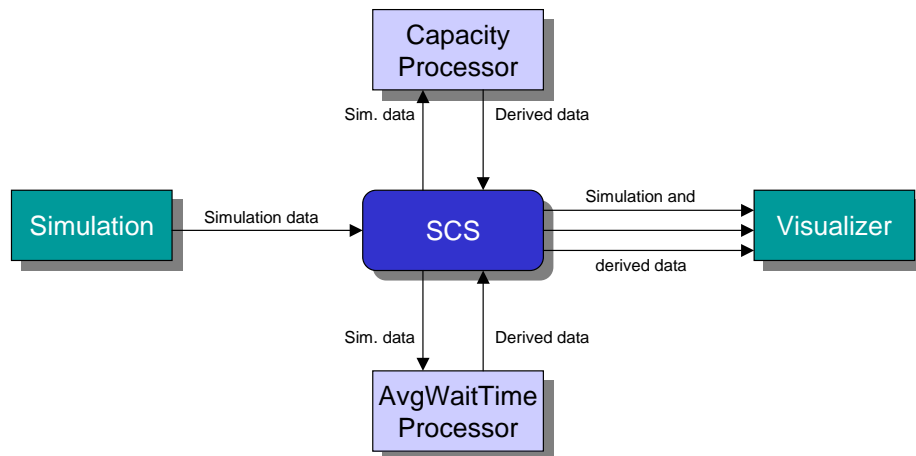 Capacity
Processor
Sim. data
Derived data
Simulation
Simulation data
SCS
Simulation and
derived data
Visualizer
Sim. data
Derived data
AvgWaitTime
Processor